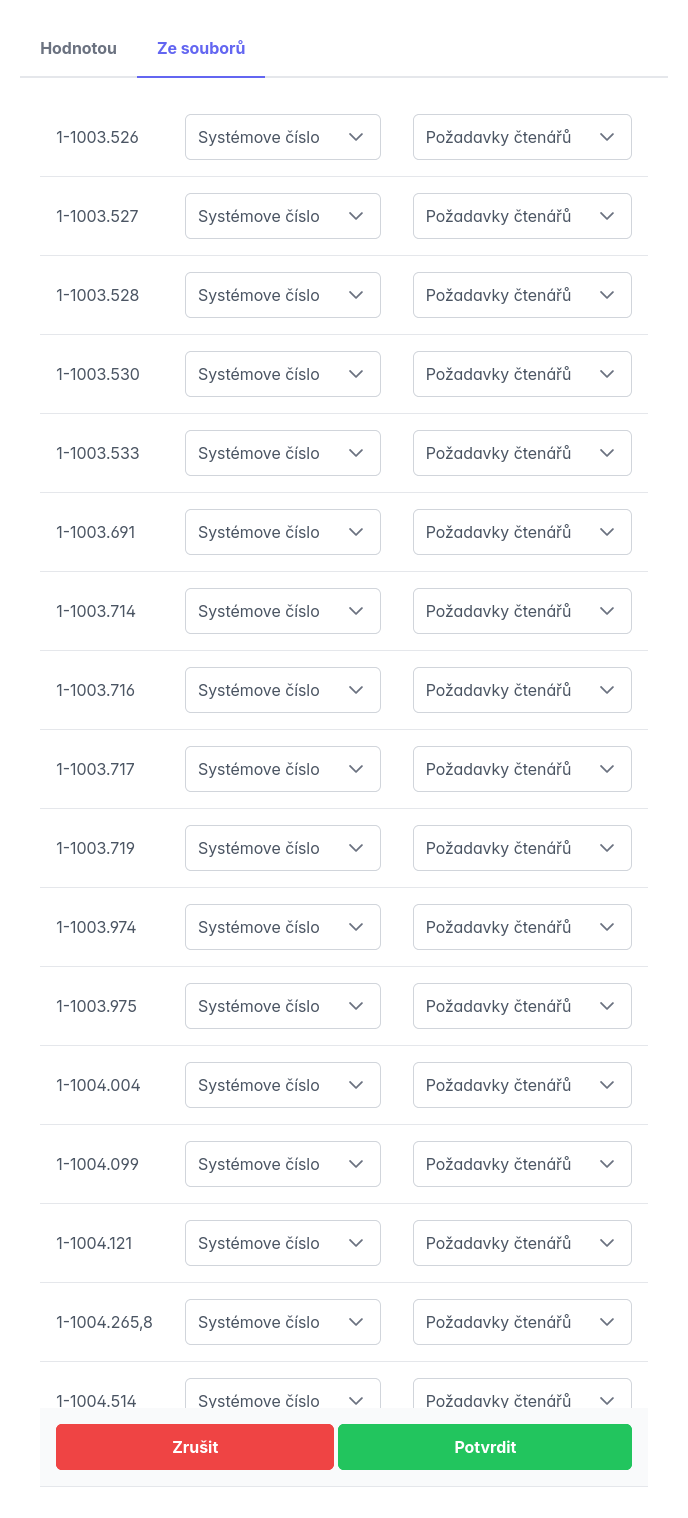 Hodnotou Ze souborů
1-1003.526 Systémove číslo Požadavky čtenářů
1-1003.527 Systémove číslo Požadavky čtenářů
1-1003.528 Systémove číslo Požadavky čtenářů
1-1003.530 Systémove číslo Požadavky čtenářů
1-1003.533 Systémove číslo Požadavky čtenářů
1-1003.691 Systémove číslo Požadavky čtenářů
1-1003.714 Systémove číslo Požadavky čtenářů
1-1003.716 Systémove číslo Požadavky čtenářů
1-1003.717 Systémove číslo Požadavky čtenářů
1-1003.719 Systémove číslo Požadavky čtenářů
1-1003.974 Systémove číslo Požadavky čtenářů
1-1003.975 Systémove číslo Požadavky čtenářů
1-1004.004 Systémove číslo Požadavky čtenářů
1-1004.099 Systémove číslo Požadavky čtenářů
1-1004.121 Systémove číslo Požadavky čtenářů
1-1004.265,8 Systémove číslo Požadavky čtenářů
1-1004.514 Systémove číslo Požadavky čtenářů
Zrušit Potvrdit